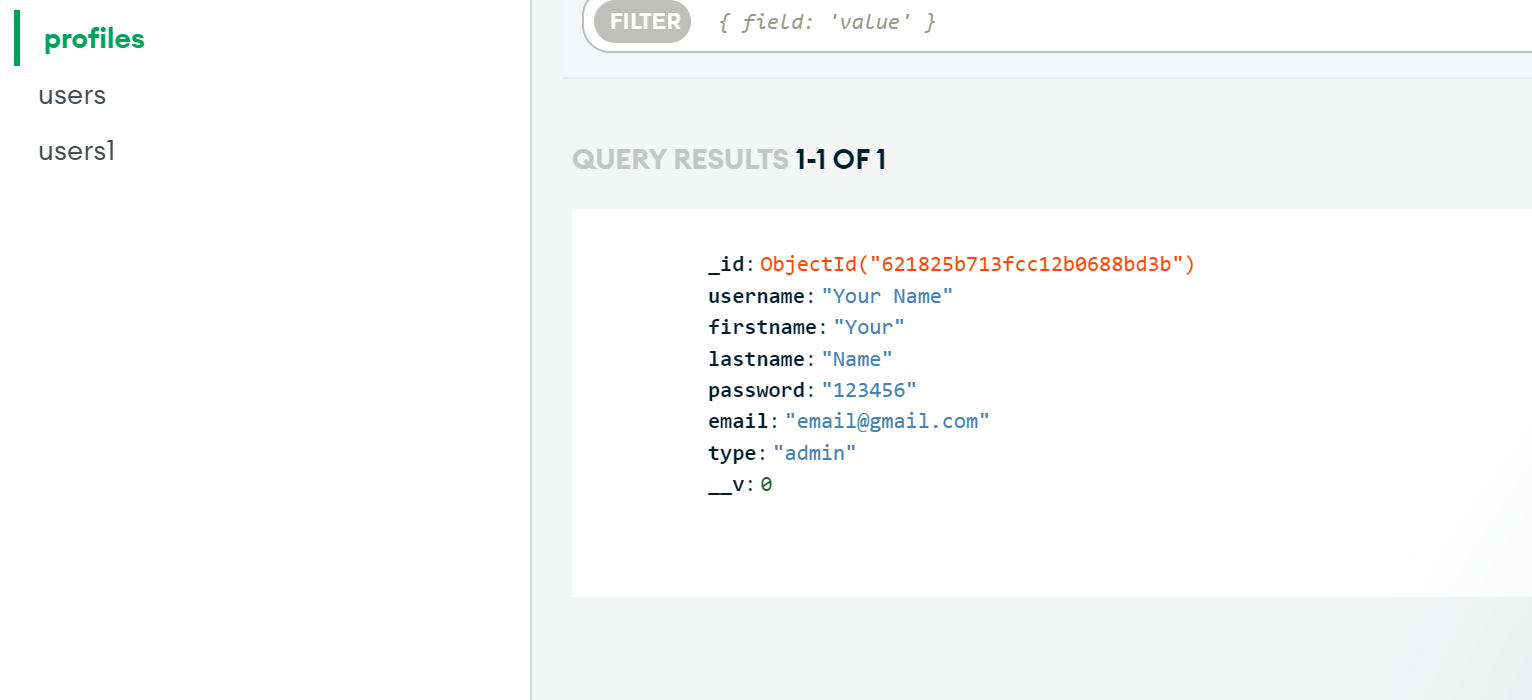 profiles
users
users1
FILTER { field: 'value' }
QUERY RESULTS 1-1 OF 1
_id: ObjectId("621825b713fcc12b0688bd3b")
username: "Your Name"
firstname: "Your"
lastname: "Name"
password: "123456"
email: "email@gmail.com"
type: "admin"
__v: 0